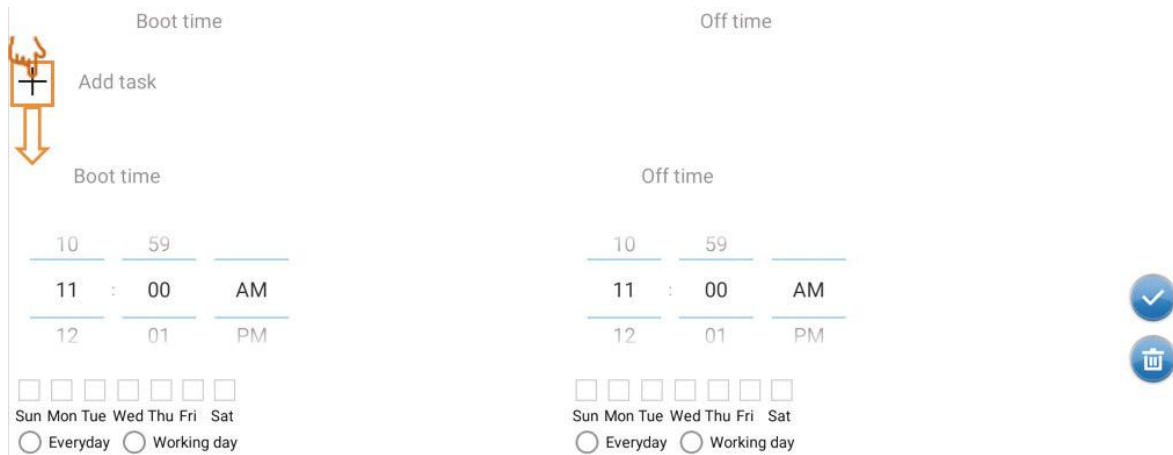 Boot time Off time
Add task
Boot time Off time
10 59 10 59
11 : 00 AM 11 : 00 AM
12 01 PM 12 01 PM
Sun Mon Tue Wed Thu Fri Sat Sun Mon Tue Wed Thu Fri Sat
Everyday Working day Everyday Working day